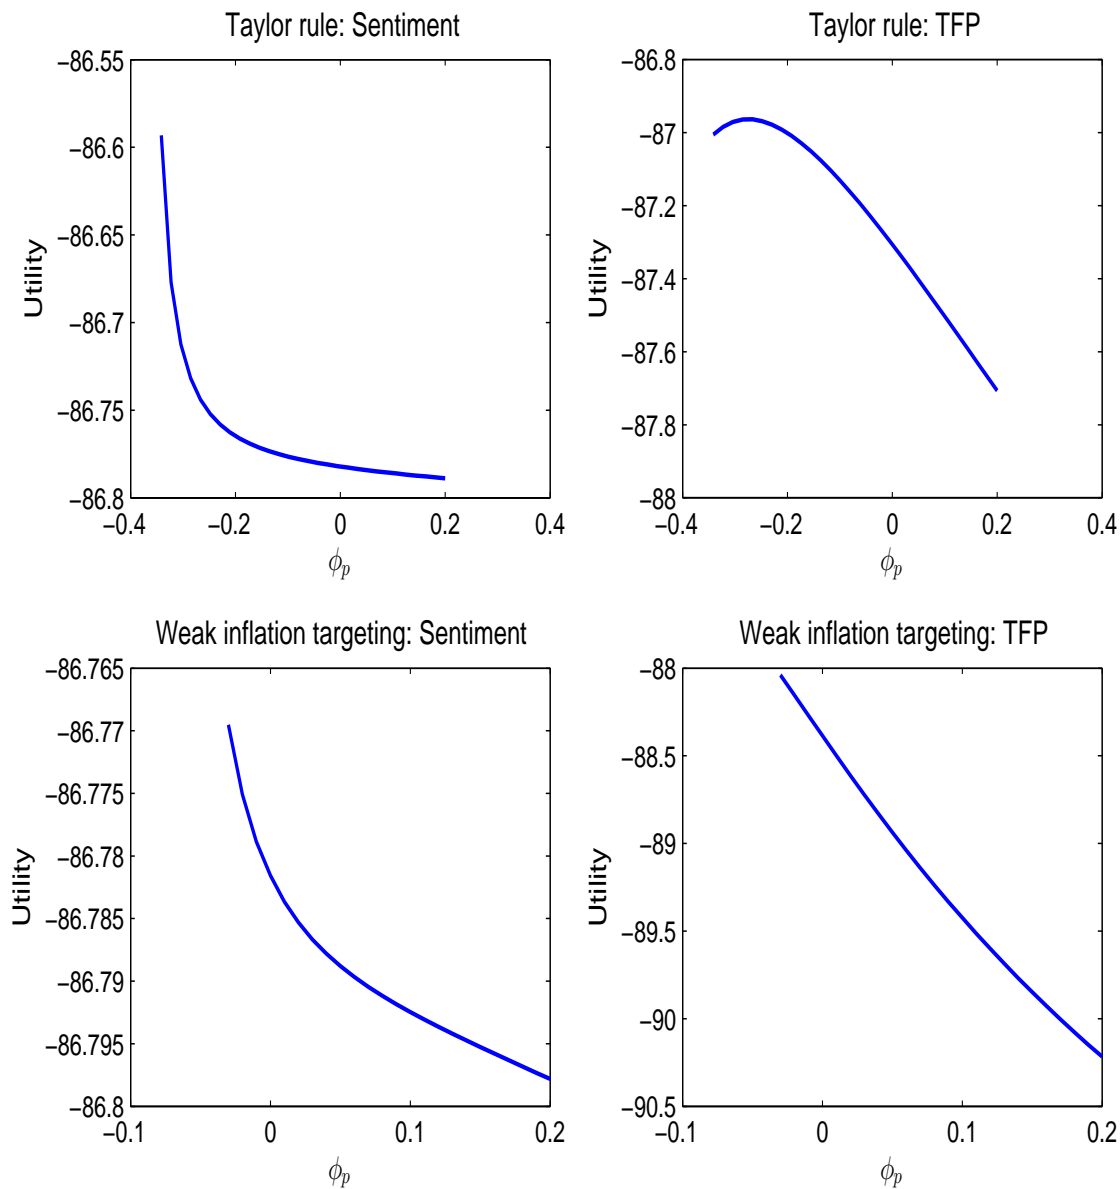 Taylor rule: Sentiment
−86.55
−86.6
−86.65
−86.7
−86.75
−86.8
Utility
−0.4 −0.2 0 0.2 0.4
ϕp
Taylor rule: TFP
−86.8
−87
−87.2
−87.4
−87.6
−87.8
−88
Utility
−0.4 −0.2 0 0.2 0.4
ϕp
Weak inflation targeting: Sentiment
−86.765
−86.77
−86.775
−86.78
−86.785
−86.79
−86.795
−86.8
Utility
−0.1 0 0.1 0.2
ϕp
Weak inflation targeting: TFP
−88
−88.5
−89
−89.5
−90
−90.5
Utility
−0.1 0 0.1 0.2
ϕp